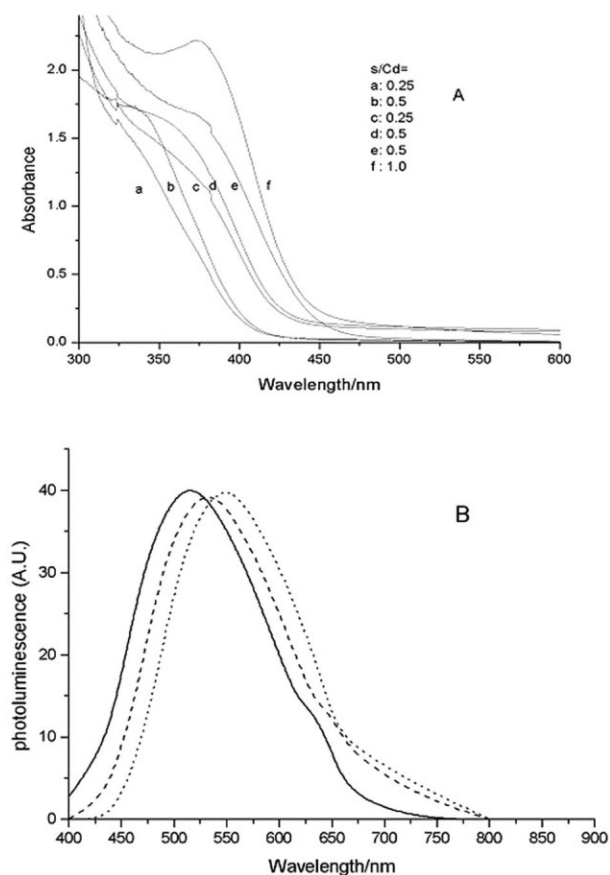 2.0
1.5
1.0
0.5
0.0
Absorbance
s/Cd=
a: 0.25
b: 0.5
c: 0.25
d: 0.5
e: 0.5
f : 1.0
A
a b c d e f
300 350 400 450 500 550 600
Wavelength/nm
40
30
20
10
0
photoluminescence (A.U.)
B
400 450 500 550 600 650 700 750 800 850 900
Wavelength/nm